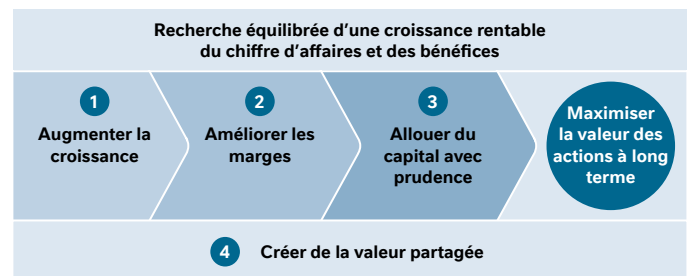 Recherche équilibrée d’une croissance rentable
du chiffre d’affaires et des bénéfices
1
Augmenter la
croissance
2
Améliorer les
marges
3
Allouer du
capital avec
prudence
Maximiser
la valeur des
actions à long
terme
4 Créer de la valeur partagée